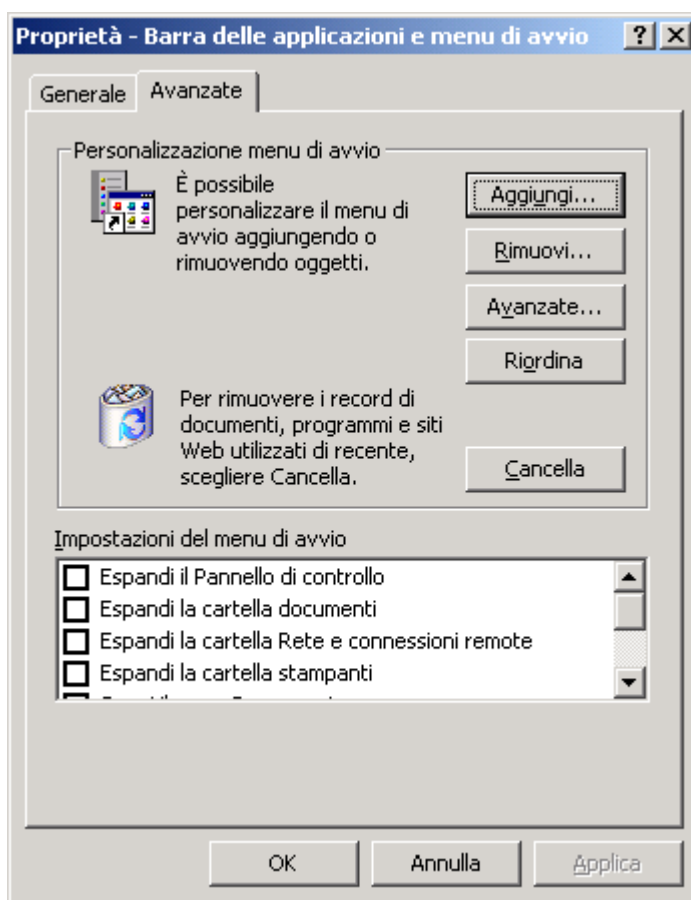 Proprietà - Barra delle applicazioni e menu di avvio
Generale
Avanzate
Personalizzazione menu di avvio
È possibile
personalizzare il menu di
avvio aggiungendo o
rimuovendo oggetti.
Aggiungi...
Rimuovi...
Avanzate...
Riordina
Per rimuovere i record di
documenti, programmi e siti
Web utilizzati di recente,
scegliere Cancella.
Cancella
Impostazioni del menu di avvio
Espandi il Pannello di controllo
Espandi la cartella documenti
Espandi la cartella Rete e connessioni remote
Espandi la cartella stampanti
OK
Annulla
Applica